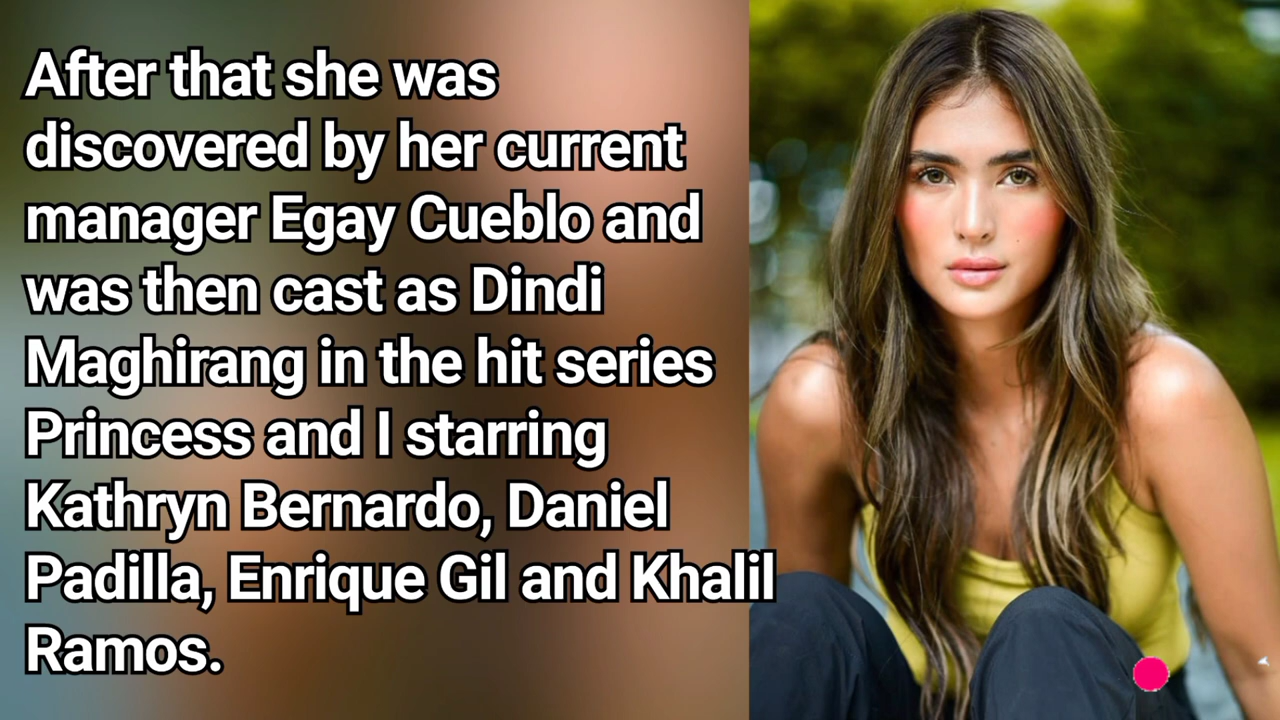 After that she was
discovered by her current
manager Egay Cueblo and
was then cast as Dindi
Maghirang in the hit series
Princess and I starring
Kathryn Bernardo, Daniel
Padilla, Enrique Gil and Khalil
Ramos.